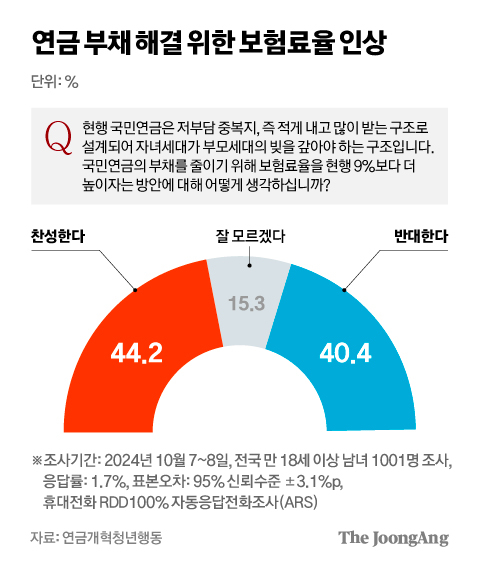 연금 부채 해결 위한 보험료율 인상
단위: %
Q
현행 국민연금은 저부담 중복지, 즉 적게 내고 많이 받는 구조로
설계되어 자녀세대가 부모세대의 빚을 갚아야 하는 구조입니다.
국민연금의 부채를 줄이기 위해 보험료율을 현행 9%보다 더
높이자는 방안에 대해 어떻게 생각하십니까?
찬성한다 잘 모르겠다 반대한다
44.2 15.3 40.4
※조사기간: 2024년 10월 7~8일, 전국 만 18세 이상 남녀 1001명 조사,
응답률: 1.7%, 표본오차: 95% 신뢰수준 ±3.1%p,
휴대전화 RDD100% 자동응답전화조사(ARS)
자료: 연금개혁청년행동 The JoongAng